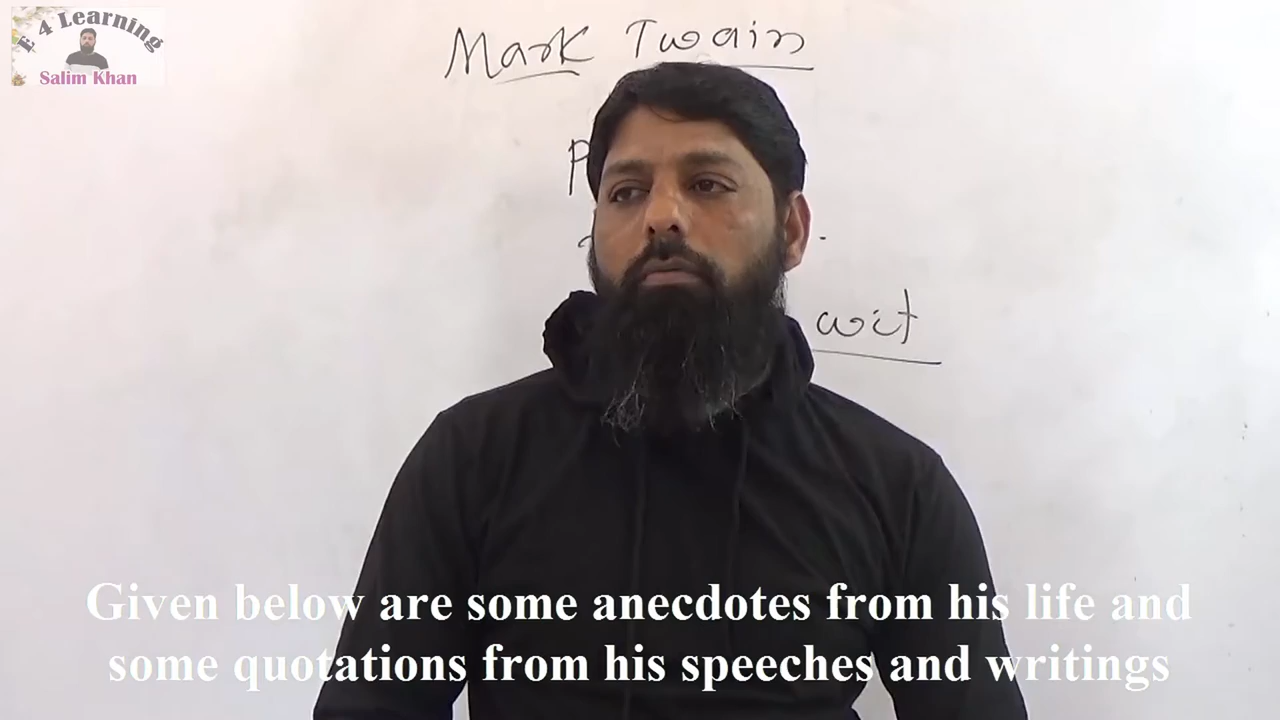 E 4 Learning
Salim Khan
Mark Twain
wit
Given below are some anecdotes from his life and
some quotations from his speeches and writings